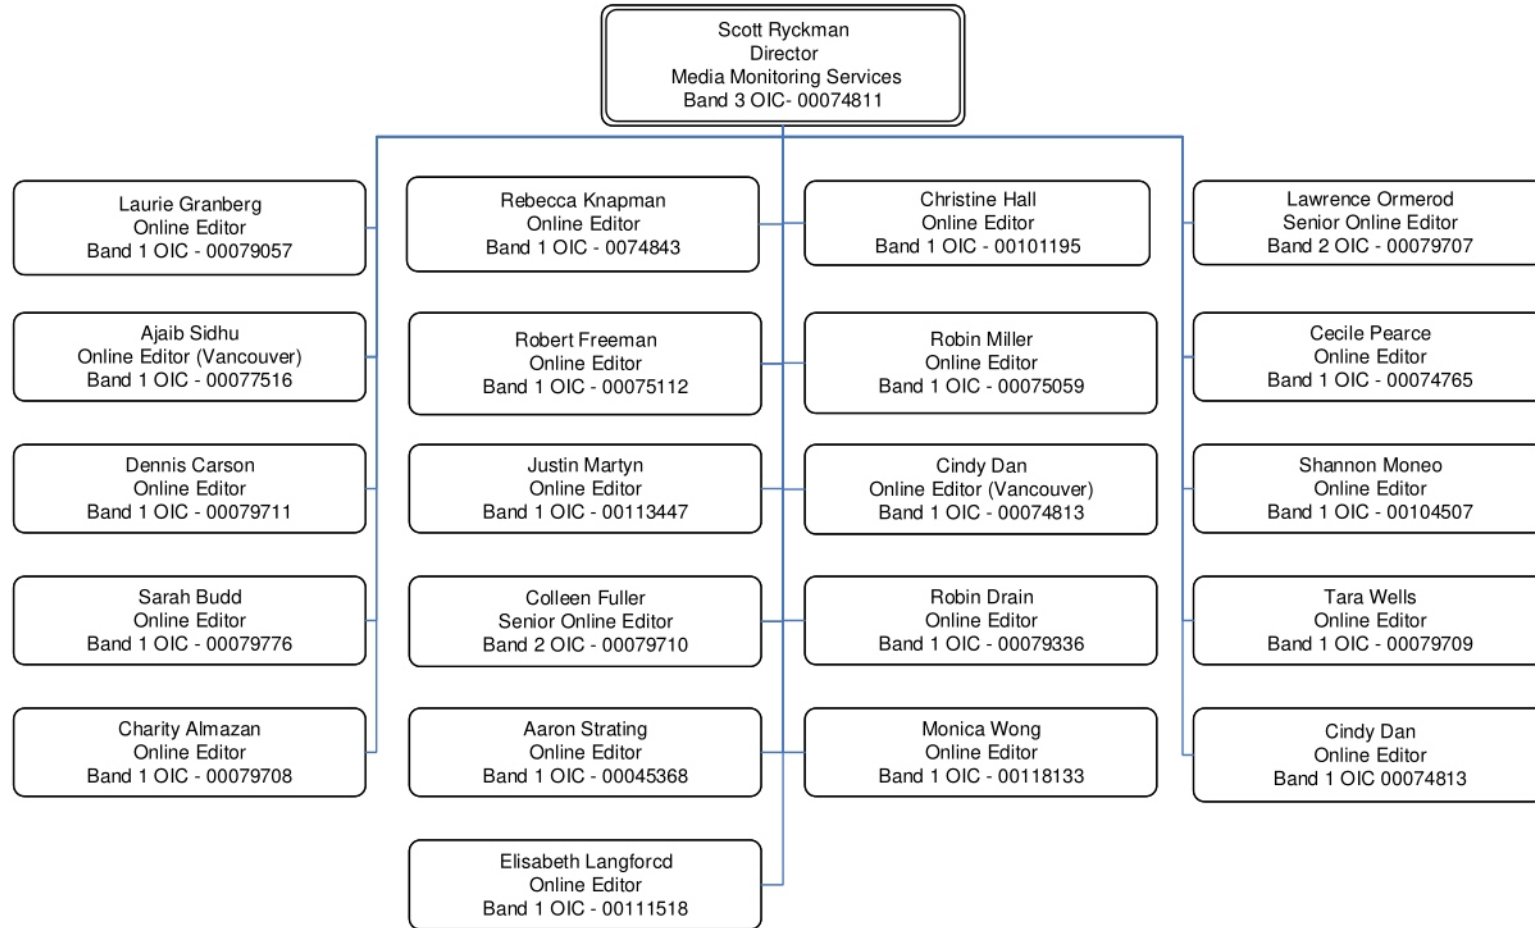 Scott Ryckman
Director
Media Monitoring Services
Band 3 OIC- 00074811
Laurie Granberg
Online Editor
Band 1 OIC - 00079057
Rebecca Knapman
Online Editor
Band 1 OIC - 0074843
Christine Hall
Online Editor
Band 1 OIC - 00101195
Lawrence Ormerod
Senior Online Editor
Band 2 OIC - 00079707
Ajaib Sidhu
Online Editor (Vancouver)
Band 1 OIC - 00077516
Robert Freeman
Online Editor
Band 1 OIC - 00075112
Robin Miller
Online Editor
Band 1 OIC - 00075059
Cecile Pearce
Online Editor
Band 1 OIC - 00074765
Dennis Carson
Online Editor
Band 1 OIC - 00079711
Justin Martyn
Online Editor
Band 1 OIC - 00113447
Cindy Dan
Online Editor (Vancouver)
Band 1 OIC - 00074813
Shannon Moneo
Online Editor
Band 1 OIC - 00104507
Sarah Budd
Online Editor
Band 1 OIC - 00079776
Colleen Fuller
Senior Online Editor
Band 2 OIC - 00079710
Robin Drain
Online Editor
Band 1 OIC - 00079336
Tara Wells
Online Editor
Band 1 OIC - 00079709
Charity Almazan
Online Editor
Band 1 OIC - 00079708
Aaron Strating
Online Editor
Band 1 OIC - 00045368
Monica Wong
Online Editor
Band 1 OIC - 00118133
Cindy Dan
Online Editor
Band 1 OIC 00074813
Elisabeth Langforcd
Online Editor
Band 1 OIC - 00111518